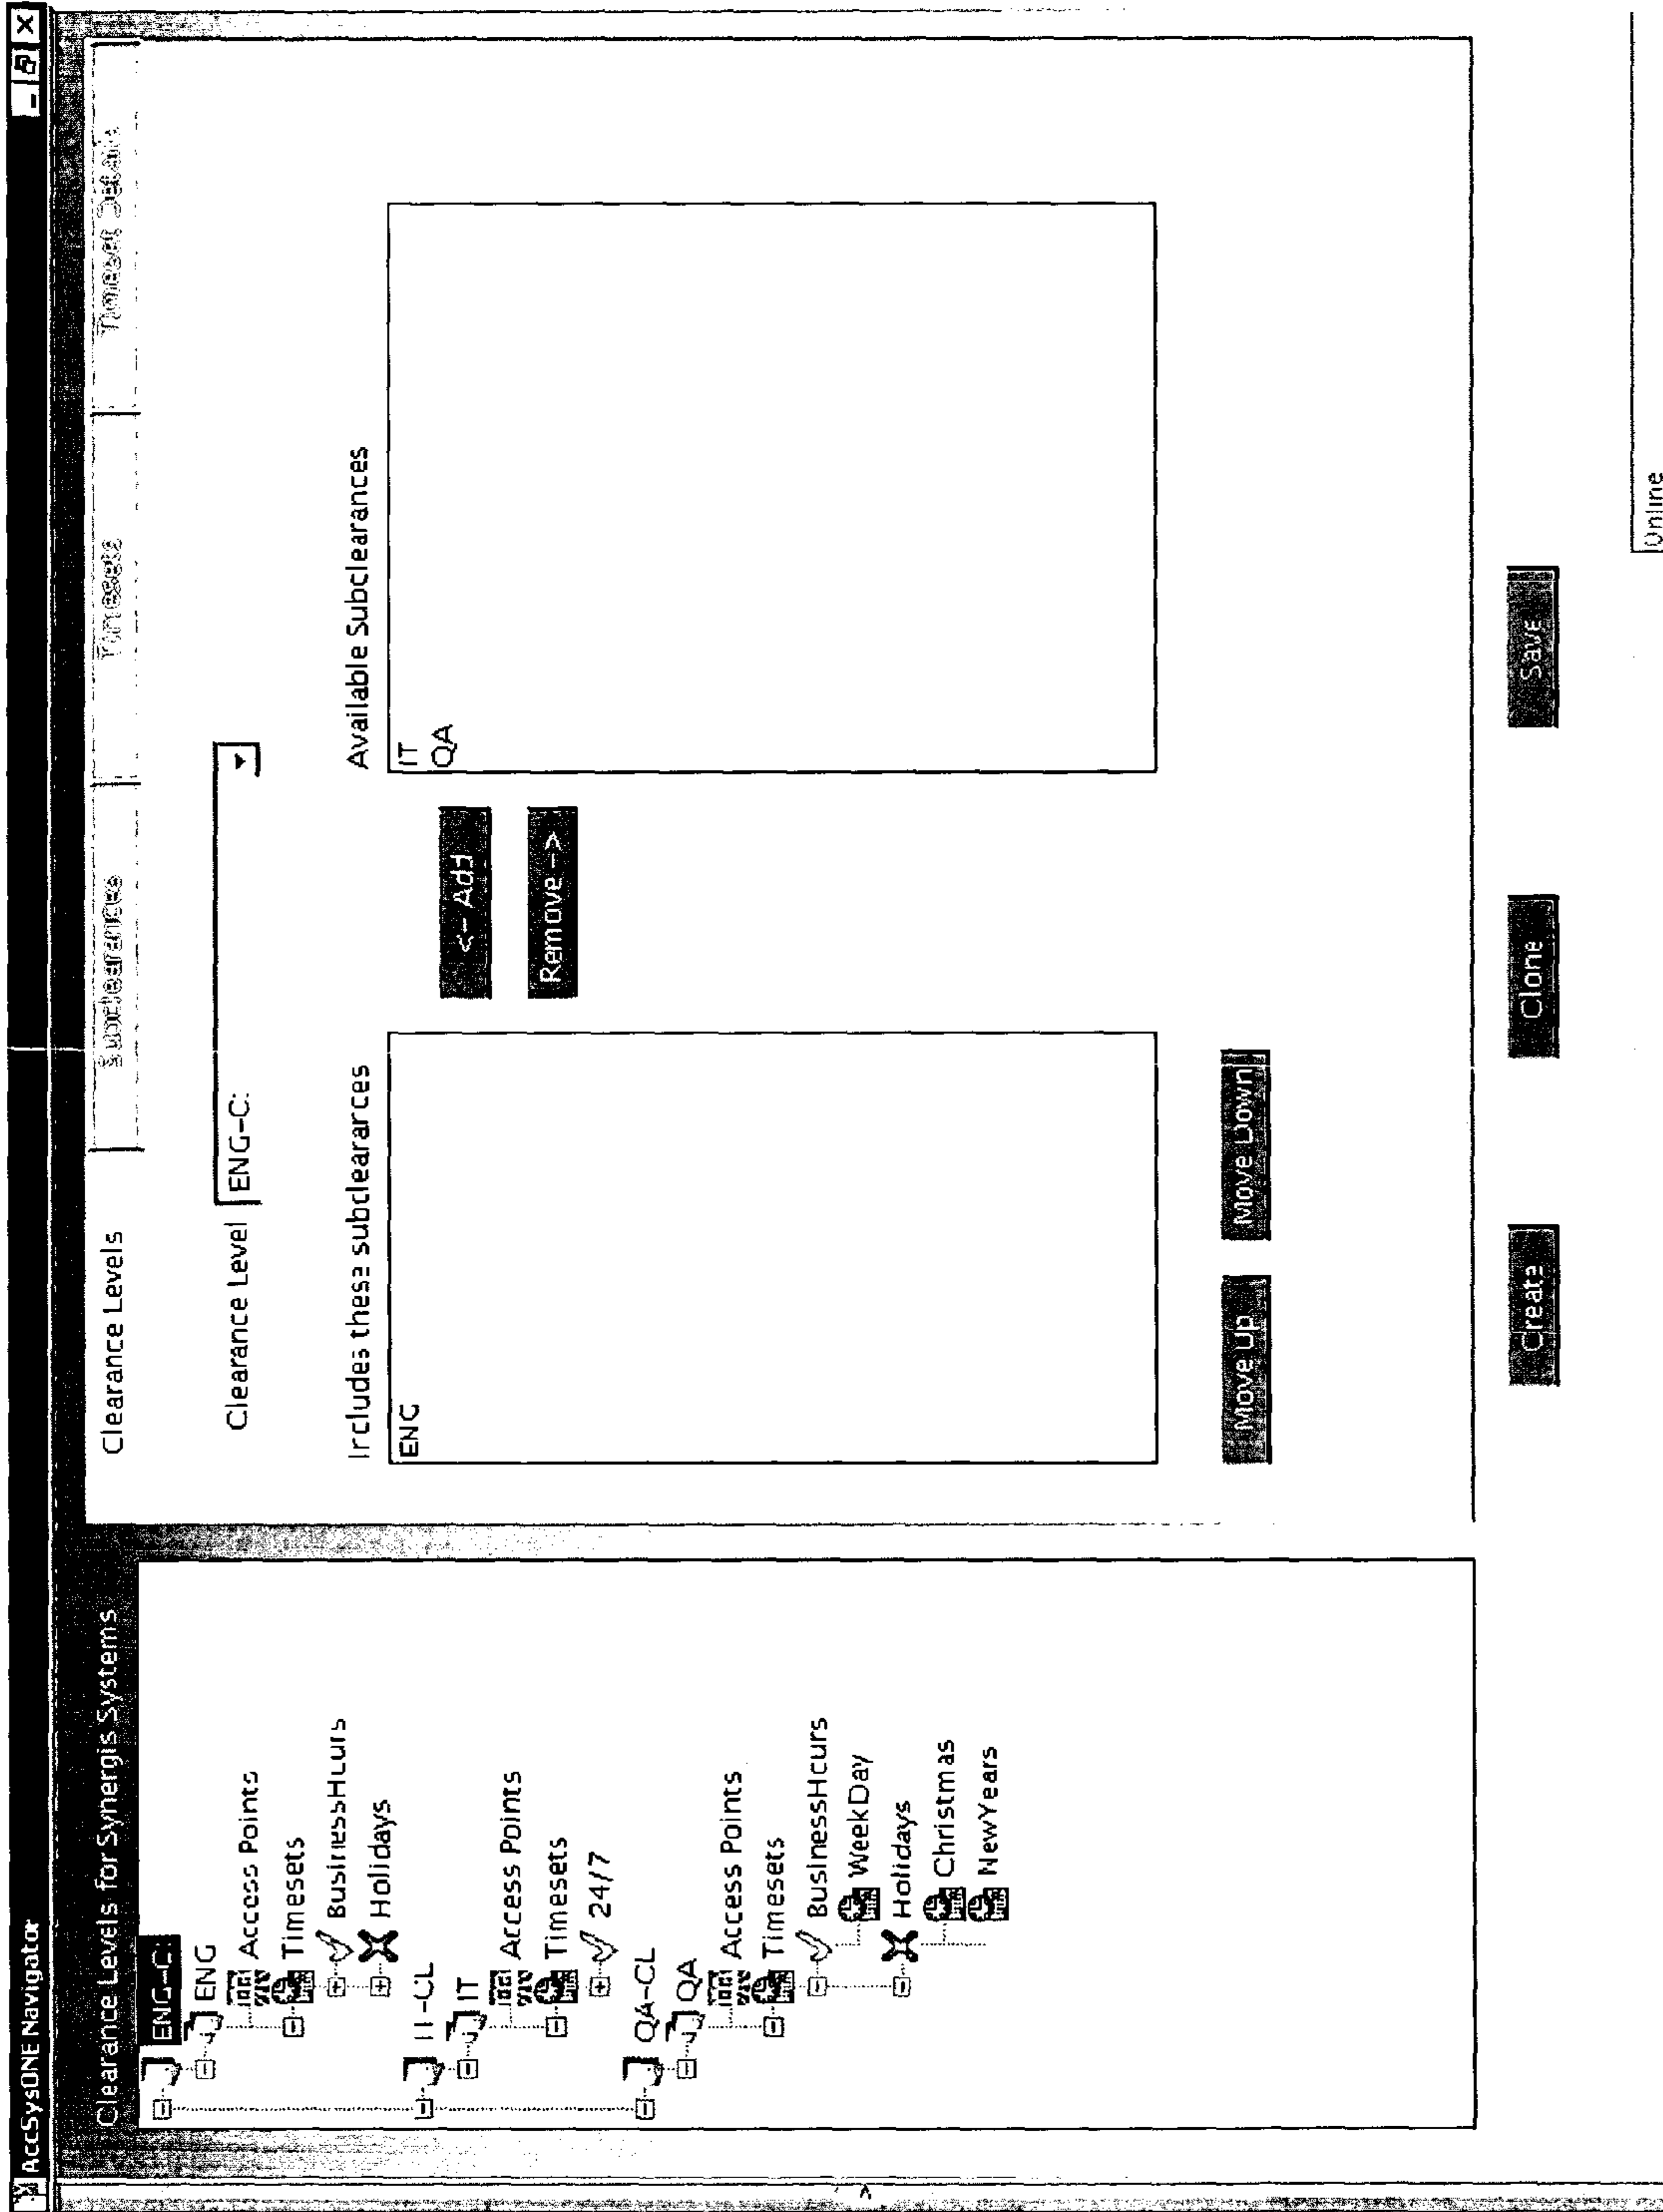 AccSysONE Navigator
Clearance Levels for Synergis Systems
ENG-C:
ENG
Access Points
Timesets
BusinessHours
Holidays
IT-CL
IT
Access Points
Timesets
24/7
QA-CL
QA
Access Points
Timesets
BusinessHours
WeekDay
Holidays
Christmas
NewYears
Clearance Levels
Subclearances
Timesets
Timeset Details
Clearance Level
ENG-C:
Includes these subclearances
ENG
<- Add
Remove ->
Available Subclearances
IT
QA
Move Up
Move Down
Create
Clone
Save
Online